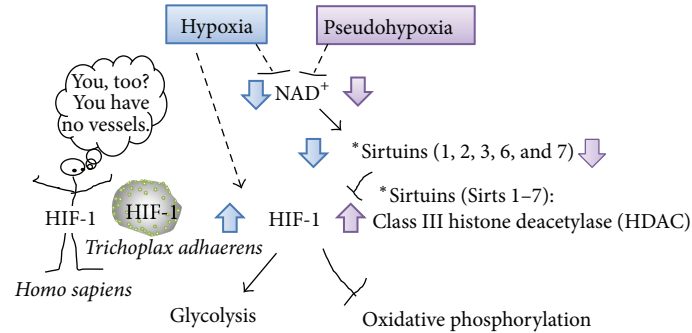 Hypoxia
Pseudohypoxia
You, too?
You have
no vessels.
NAD⁺
*Sirtuins (1, 2, 3, 6, and 7)
*Sirtuins (Sirts 1–7):
Class III histone deacetylase (HDAC)
HIF-1
HIF-1
HIF-1
Trichoplax adhaerens
Homo sapiens
Glycolysis
Oxidative phosphorylation